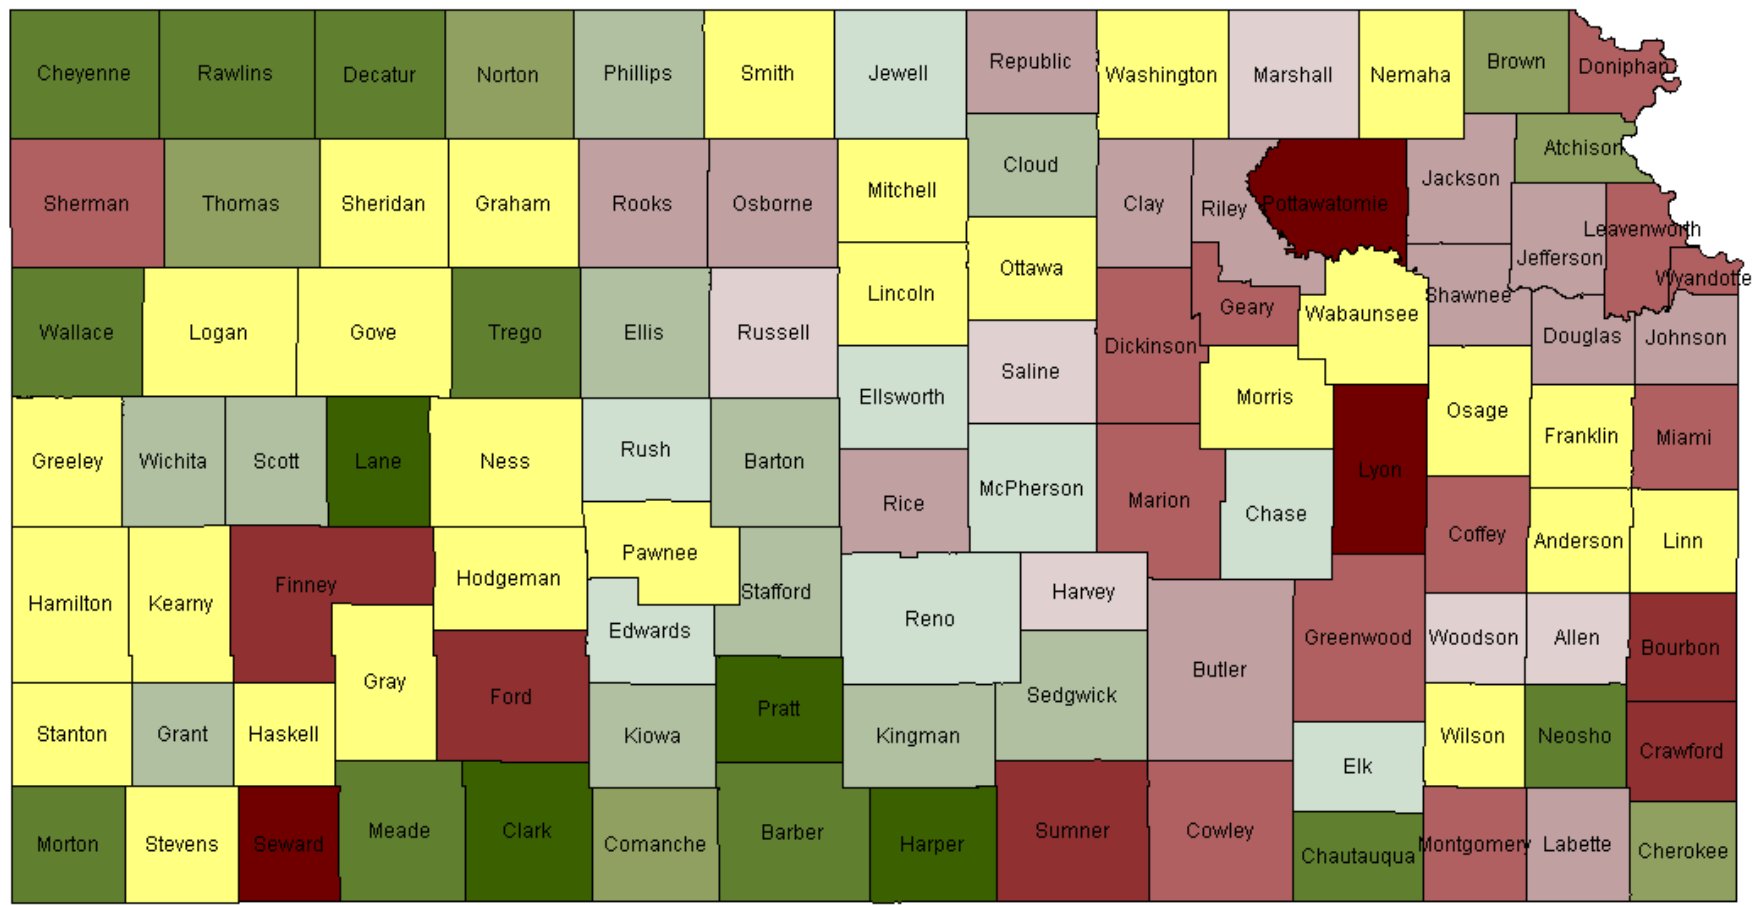 Cheyenne
Rawlins
Decatur
Norton
Phillips
Smith
Jewell
Republic
Washington
Marshall
Nemaha
Brown
Doniphan
Sherman
Thomas
Sheridan
Graham
Rooks
Osborne
Mitchell
Cloud
Clay
Riley
Pottawatomie
Jackson
Atchison
Jefferson
Leavenworth
Wyandotte
Wallace
Logan
Gove
Trego
Ellis
Russell
Lincoln
Ottawa
Saline
Dickinson
Geary
Wabaunsee
Shawnee
Douglas
Johnson
Greeley
Wichita
Scott
Lane
Ness
Rush
Barton
Ellsworth
Rice
McPherson
Marion
Morris
Chase
Lyon
Osage
Franklin
Miami
Hamilton
Kearny
Finney
Hodgeman
Pawnee
Stafford
Edwards
Reno
Harvey
Coffey
Anderson
Linn
Gray
Ford
Sedgwick
Butler
Greenwood
Woodson
Allen
Bourbon
Stanton
Grant
Haskell
Kiowa
Pratt
Kingman
Elk
Wilson
Neosho
Crawford
Morton
Stevens
Seward
Meade
Clark
Comanche
Barber
Harper
Sumner
Cowley
Chautauqua
Montgomery
Labette
Cherokee